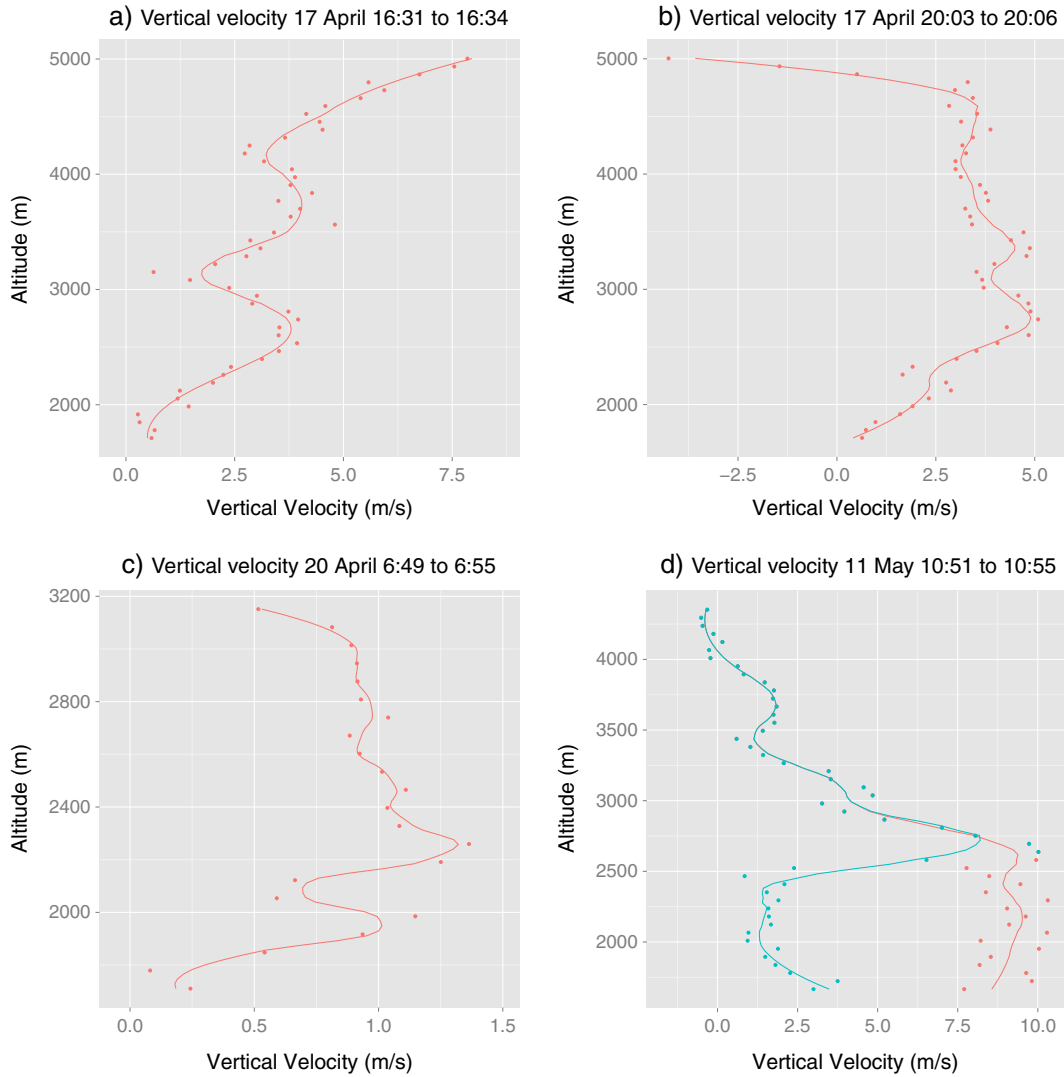 a) Vertical velocity 17 April 16:31 to 16:34
5000
4000
3000
2000
Altitude (m)
0.0 2.5 5.0 7.5
Vertical Velocity (m/s)
b) Vertical velocity 17 April 20:03 to 20:06
5000
4000
3000
2000
Altitude (m)
−2.5 0.0 2.5 5.0
Vertical Velocity (m/s)
c) Vertical velocity 20 April 6:49 to 6:55
3200
2800
2400
2000
Altitude (m)
0.0 0.5 1.0 1.5
Vertical Velocity (m/s)
d) Vertical velocity 11 May 10:51 to 10:55
4000
3500
3000
2500
2000
Altitude (m)
0.0 2.5 5.0 7.5 10.0
Vertical Velocity (m/s)